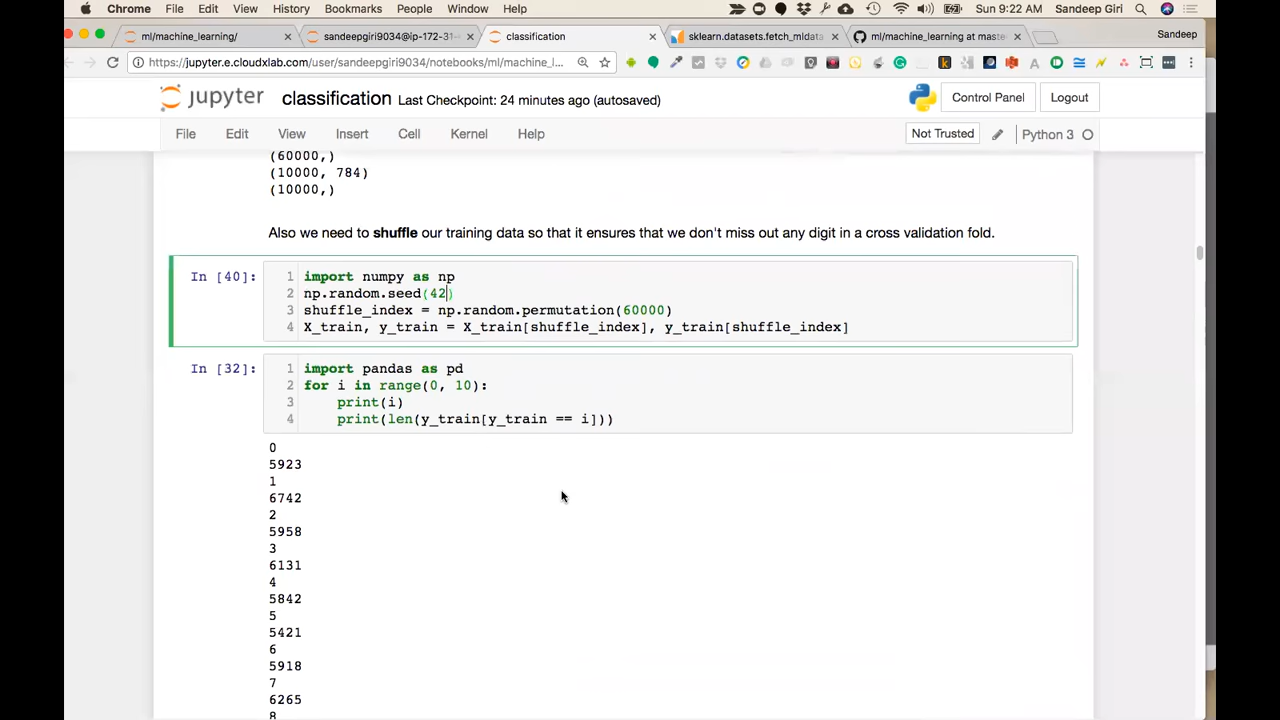 Chrome File Edit View History Bookmarks People Window Help Sun 9:22 AM Sandeep Giri
ml/machine_learning/ sandeepgiri9034@ip-172-31- classification sklearn.datasets.fetch_mldata ml/machine_learning at maste Sandeep
https://jupyter.e.cloudxlab.com/user/sandeepgiri9034/notebooks/ml/machine_l...
jupyter classification Last Checkpoint: 24 minutes ago (autosaved) Control Panel Logout
File Edit View Insert Cell Kernel Help Not Trusted Python 3
(60000,)
(10000, 784)
(10000,)
Also we need to shuffle our training data so that it ensures that we don't miss out any digit in a cross validation fold.
In [40]: 1 import numpy as np
2 np.random.seed(42)
3 shuffle_index = np.random.permutation(60000)
4 X_train, y_train = X_train[shuffle_index], y_train[shuffle_index]
In [32]: 1 import pandas as pd
2 for i in range(0, 10):
3 print(i)
4 print(len(y_train[y_train == i]))
0
5923
1
6742
2
5958
3
6131
4
5842
5
5421
6
5918
7
6265
8